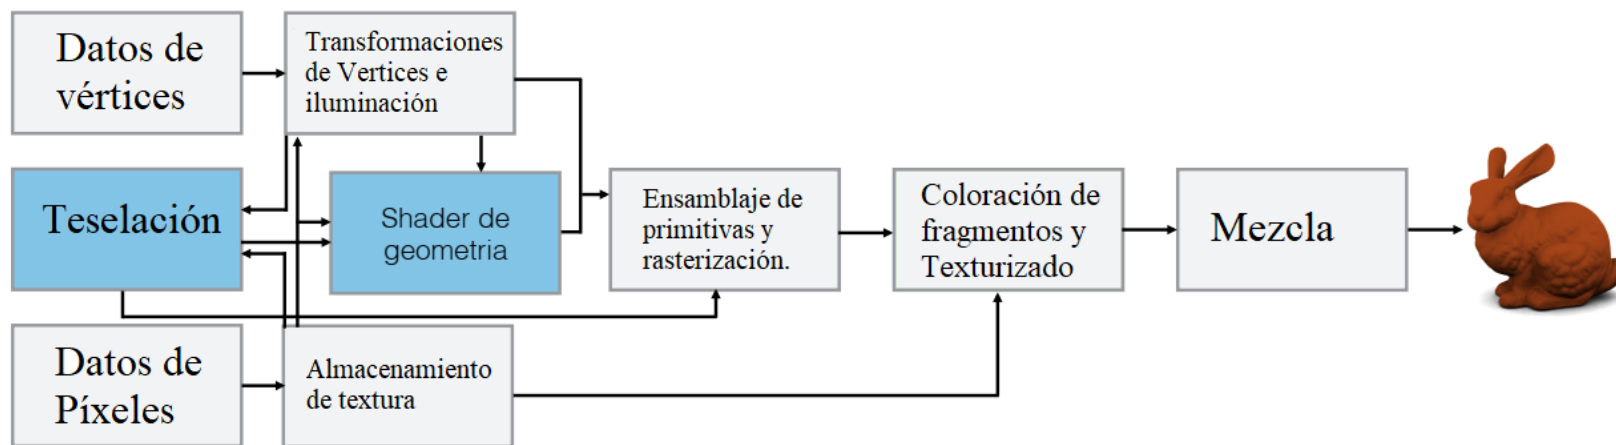 Datos de
vértices
Transformaciones
de Vertices e
iluminación
Teselación
Shader de
geometria
Ensamblaje de
primitivas y
rasterización.
Coloración de
fragmentos y
Texturizado
Mezcla
Datos de
Píxeles
Almacenamiento
de textura